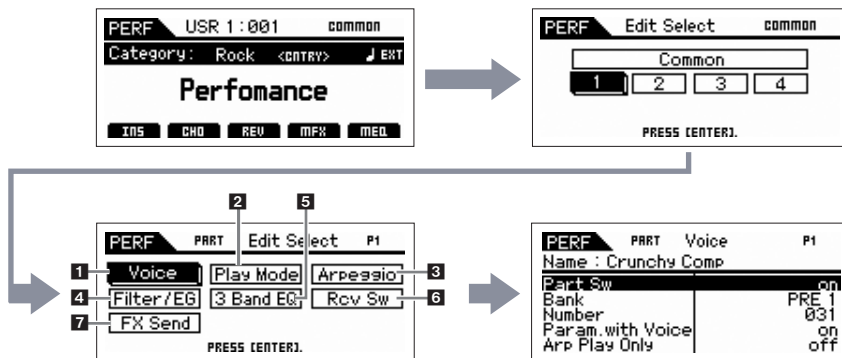 PERF USR 1:001 COMMON
Category: Rock <CNTRY> ♩ EXT
Perfomance
INS CHO REV MFX MEQ
PERF Edit Select COMMON
Common
1 2 3 4
PRESS [ENTER].
2 5
PERF PART Edit Select P1
1 Voice Play Mode Arpeggio 3
4 Filter/EG 3 Band EQ Rcv Sw 6
7 FX Send
PRESS [ENTER].
PERF PART Voice P1
Name : Crunchy Comp
Part Sw on
Bank PRE 1
Number 031
Param.with Voice on
Arp Play Only off